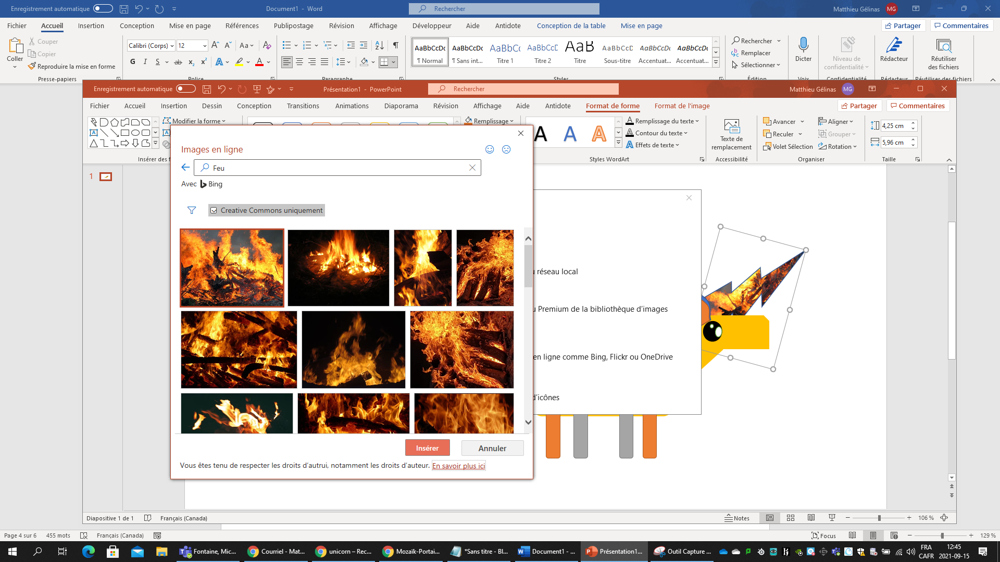 Enregistrement automatique
Document1 - Word
Rechercher
Matthieu Gélinas
MG
Fichier Accueil Insertion Conception Mise en page Références Publipostage Révision Affichage Développeur Aide Antidote Conception de la table Mise en page
Partager
Commentaires
Coller
Couper
Copier
Reproduire la mise en forme
Presse-papiers
Calibri (Corps) 12
G I S ab
Police
Paragraphe
AaBbCcDc AaBbCcDc AaBbCc AaBbCcD AaB AaBbCcD AaBbCcDc AaBbCcDc
¶ Normal ¶ Sans int... Titre 1 Titre 2 Titre Sous-titre Accentuat... Accentuat...
Styles
Rechercher
Remplacer
Sélectionner
Édition
Dicter
Voix
Niveau de confidentialité
Confidentialité
Rédacteur
Rédacteur
Réutiliser des fichiers
Réutiliser des fichiers
Enregistrement automatique
Présentation1 - PowerPoint
Rechercher
Matthieu Gélinas
MG
Fichier Accueil Insertion Dessin Conception Transitions Animations Diaporama Révision Affichage Aide Antidote Format de forme Format de l'image
Partager
Commentaires
Modifier la forme
Insérer des f
Remplissage
Remplissage du texte
Contour du texte
Effets de texte
Styles WordArt
Texte de remplacement
Accessibilité
Avancer
Reculer
Volet Sélection
Aligner
Grouper
Rotation
Organiser
4,25 cm
5,96 cm
Taille
1
Images en ligne
Feu
Avec Bing
Creative Commons uniquement
Insérer
Annuler
Vous êtes tenu de respecter les droits d'autrui, notamment les droits d'auteur. En savoir plus ici
u réseau local
u Premium de la bibliothèque d'images
en ligne comme Bing, Flickr ou OneDrive
d'icônes
Diapositive 1 de 1
Français (Canada)
Notes
106 %
Page 4 sur 6
455 mots
Français (Canada)
Focus
129 %
Fontaine, Mic...
Courriel - Mat...
unicorn – Rec...
Mozaïk-Portai...
*Sans titre - Bl...
Document1 - ...
Présentation1...
Outil Capture ...
FRA
CAFR
12:45
2021-09-15